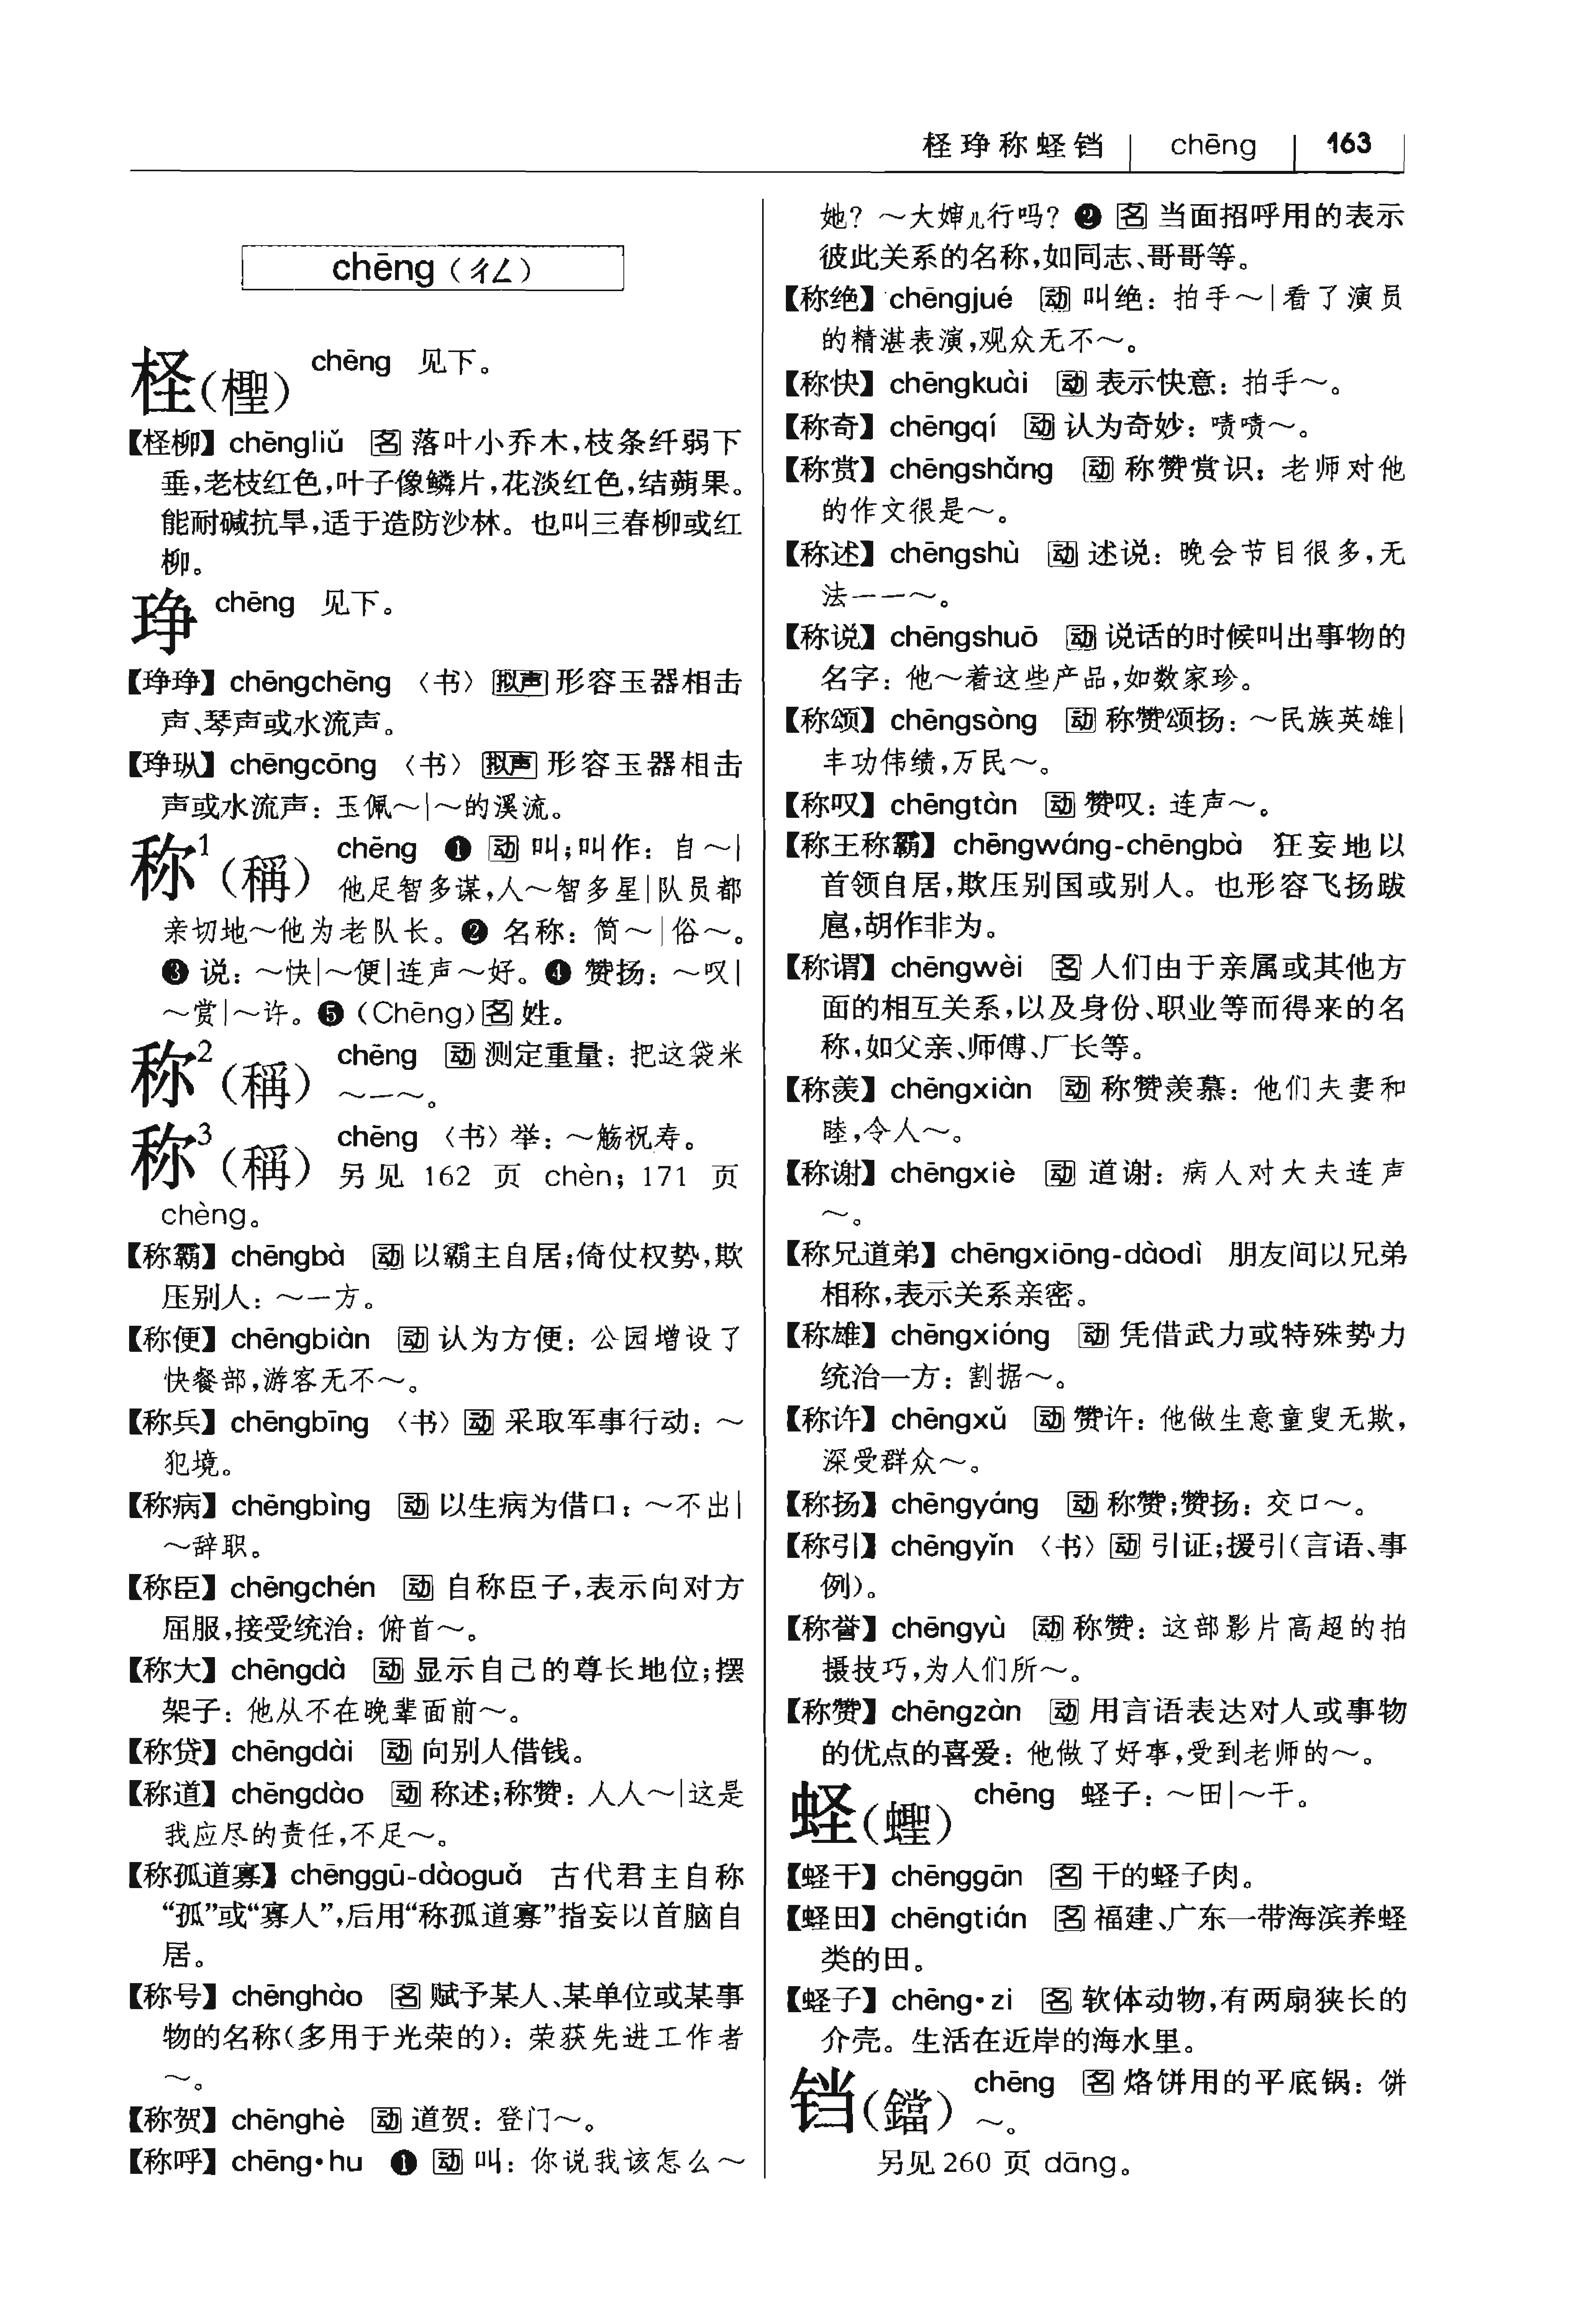 柽琤称蛏铛 chēng 163
chēng（ㄔㄥ）
柽（檉） chēng 见下。
【柽柳】chēngliǔ 名 落叶小乔木,枝条纤弱下
垂,老枝红色,叶子像鳞片,花淡红色,结蒴果。
能耐碱抗旱,适于造防沙林。也叫三春柳或红
柳。
琤 chēng 见下。
【琤琤】chēngchēng 〈书〉 拟声 形容玉器相击
声、琴声或水流声。
【琤瑽】chēngcōng 〈书〉 拟声 形容玉器相击
声或水流声：玉佩～|～的溪流。
称¹（稱） chēng ❶ 动 叫;叫作：自～|
他足智多谋,人～智多星|队员都
亲切地～他为老队长。❷ 名称：简～|俗～。
❸ 说：～快|～便|连声～好。❹ 赞扬：～叹|
～赏|～许。❺（Chēng）名 姓。
称²（稱） chēng 动 测定重量：把这袋米
～一～。
称³（稱） chēng 〈书〉举：～觞祝寿。
另见 162 页 chèn；171 页
chèng。
【称霸】chēngbà 动 以霸主自居;倚仗权势,欺
压别人：～一方。
【称便】chēngbiàn 动 认为方便：公园增设了
快餐部,游客无不～。
【称兵】chēngbīng 〈书〉动 采取军事行动：～
犯境。
【称病】chēngbìng 动 以生病为借口：～不出|
～辞职。
【称臣】chēngchén 动 自称臣子,表示向对方
屈服,接受统治：俯首～。
【称大】chēngdà 动 显示自己的尊长地位;摆
架子：他从不在晚辈面前～。
【称贷】chēngdài 动 向别人借钱。
【称道】chēngdào 动 称述;称赞：人人～|这是
我应尽的责任,不足～。
【称孤道寡】chēnggū-dàoguǎ 古代君主自称
“孤”或“寡人”,后用“称孤道寡”指妄以首脑自
居。
【称号】chēnghào 名 赋予某人、某单位或某事
物的名称（多用于光荣的）：荣获先进工作者
～。
【称贺】chēnghè 动 道贺：登门～。
【称呼】chēng·hu ❶ 动 叫：你说我该怎么～
她？～大婶儿行吗？❷ 名 当面招呼用的表示
彼此关系的名称,如同志、哥哥等。
【称绝】chēngjué 动 叫绝：拍手～|看了演员
的精湛表演,观众无不～。
【称快】chēngkuài 动 表示快意：拍手～。
【称奇】chēngqí 动 认为奇妙：啧啧～。
【称赏】chēngshǎng 动 称赞赏识：老师对他
的作文很是～。
【称述】chēngshù 动 述说：晚会节目很多,无
法一一～。
【称说】chēngshuō 动 说话的时候叫出事物的
名字：他～着这些产品,如数家珍。
【称颂】chēngsòng 动 称赞颂扬：～民族英雄|
丰功伟绩,万民～。
【称叹】chēngtàn 动 赞叹：连声～。
【称王称霸】chēngwáng-chēngbà 狂妄地以
首领自居,欺压别国或别人。也形容飞扬跋
扈,胡作非为。
【称谓】chēngwèi 名 人们由于亲属或其他方
面的相互关系,以及身份、职业等而得来的名
称,如父亲、师傅、厂长等。
【称羡】chēngxiàn 动 称赞羡慕：他们夫妻和
睦,令人～。
【称谢】chēngxiè 动 道谢：病人对大夫连声
～。
【称兄道弟】chēngxiōng-dàodì 朋友间以兄弟
相称,表示关系亲密。
【称雄】chēngxióng 动 凭借武力或特殊势力
统治一方：割据～。
【称许】chēngxǔ 动 赞许：他做生意童叟无欺,
深受群众～。
【称扬】chēngyáng 动 称赞;赞扬：交口～。
【称引】chēngyǐn 〈书〉动 引证;援引（言语、事
例）。
【称誉】chēngyù 动 称赞：这部影片高超的拍
摄技巧,为人们所～。
【称赞】chēngzàn 动 用言语表达对人或事物
的优点的喜爱：他做了好事,受到老师的～。
蛏（蟶） chēng 蛏子：～田|～干。
【蛏干】chēnggān 名 干的蛏子肉。
【蛏田】chēngtián 名 福建、广东一带海滨养蛏
类的田。
【蛏子】chēng·zi 名 软体动物,有两扇狭长的
介壳。生活在近岸的海水里。
铛（鐺） chēng 名 烙饼用的平底锅：饼
～。
另见 260 页 dāng。